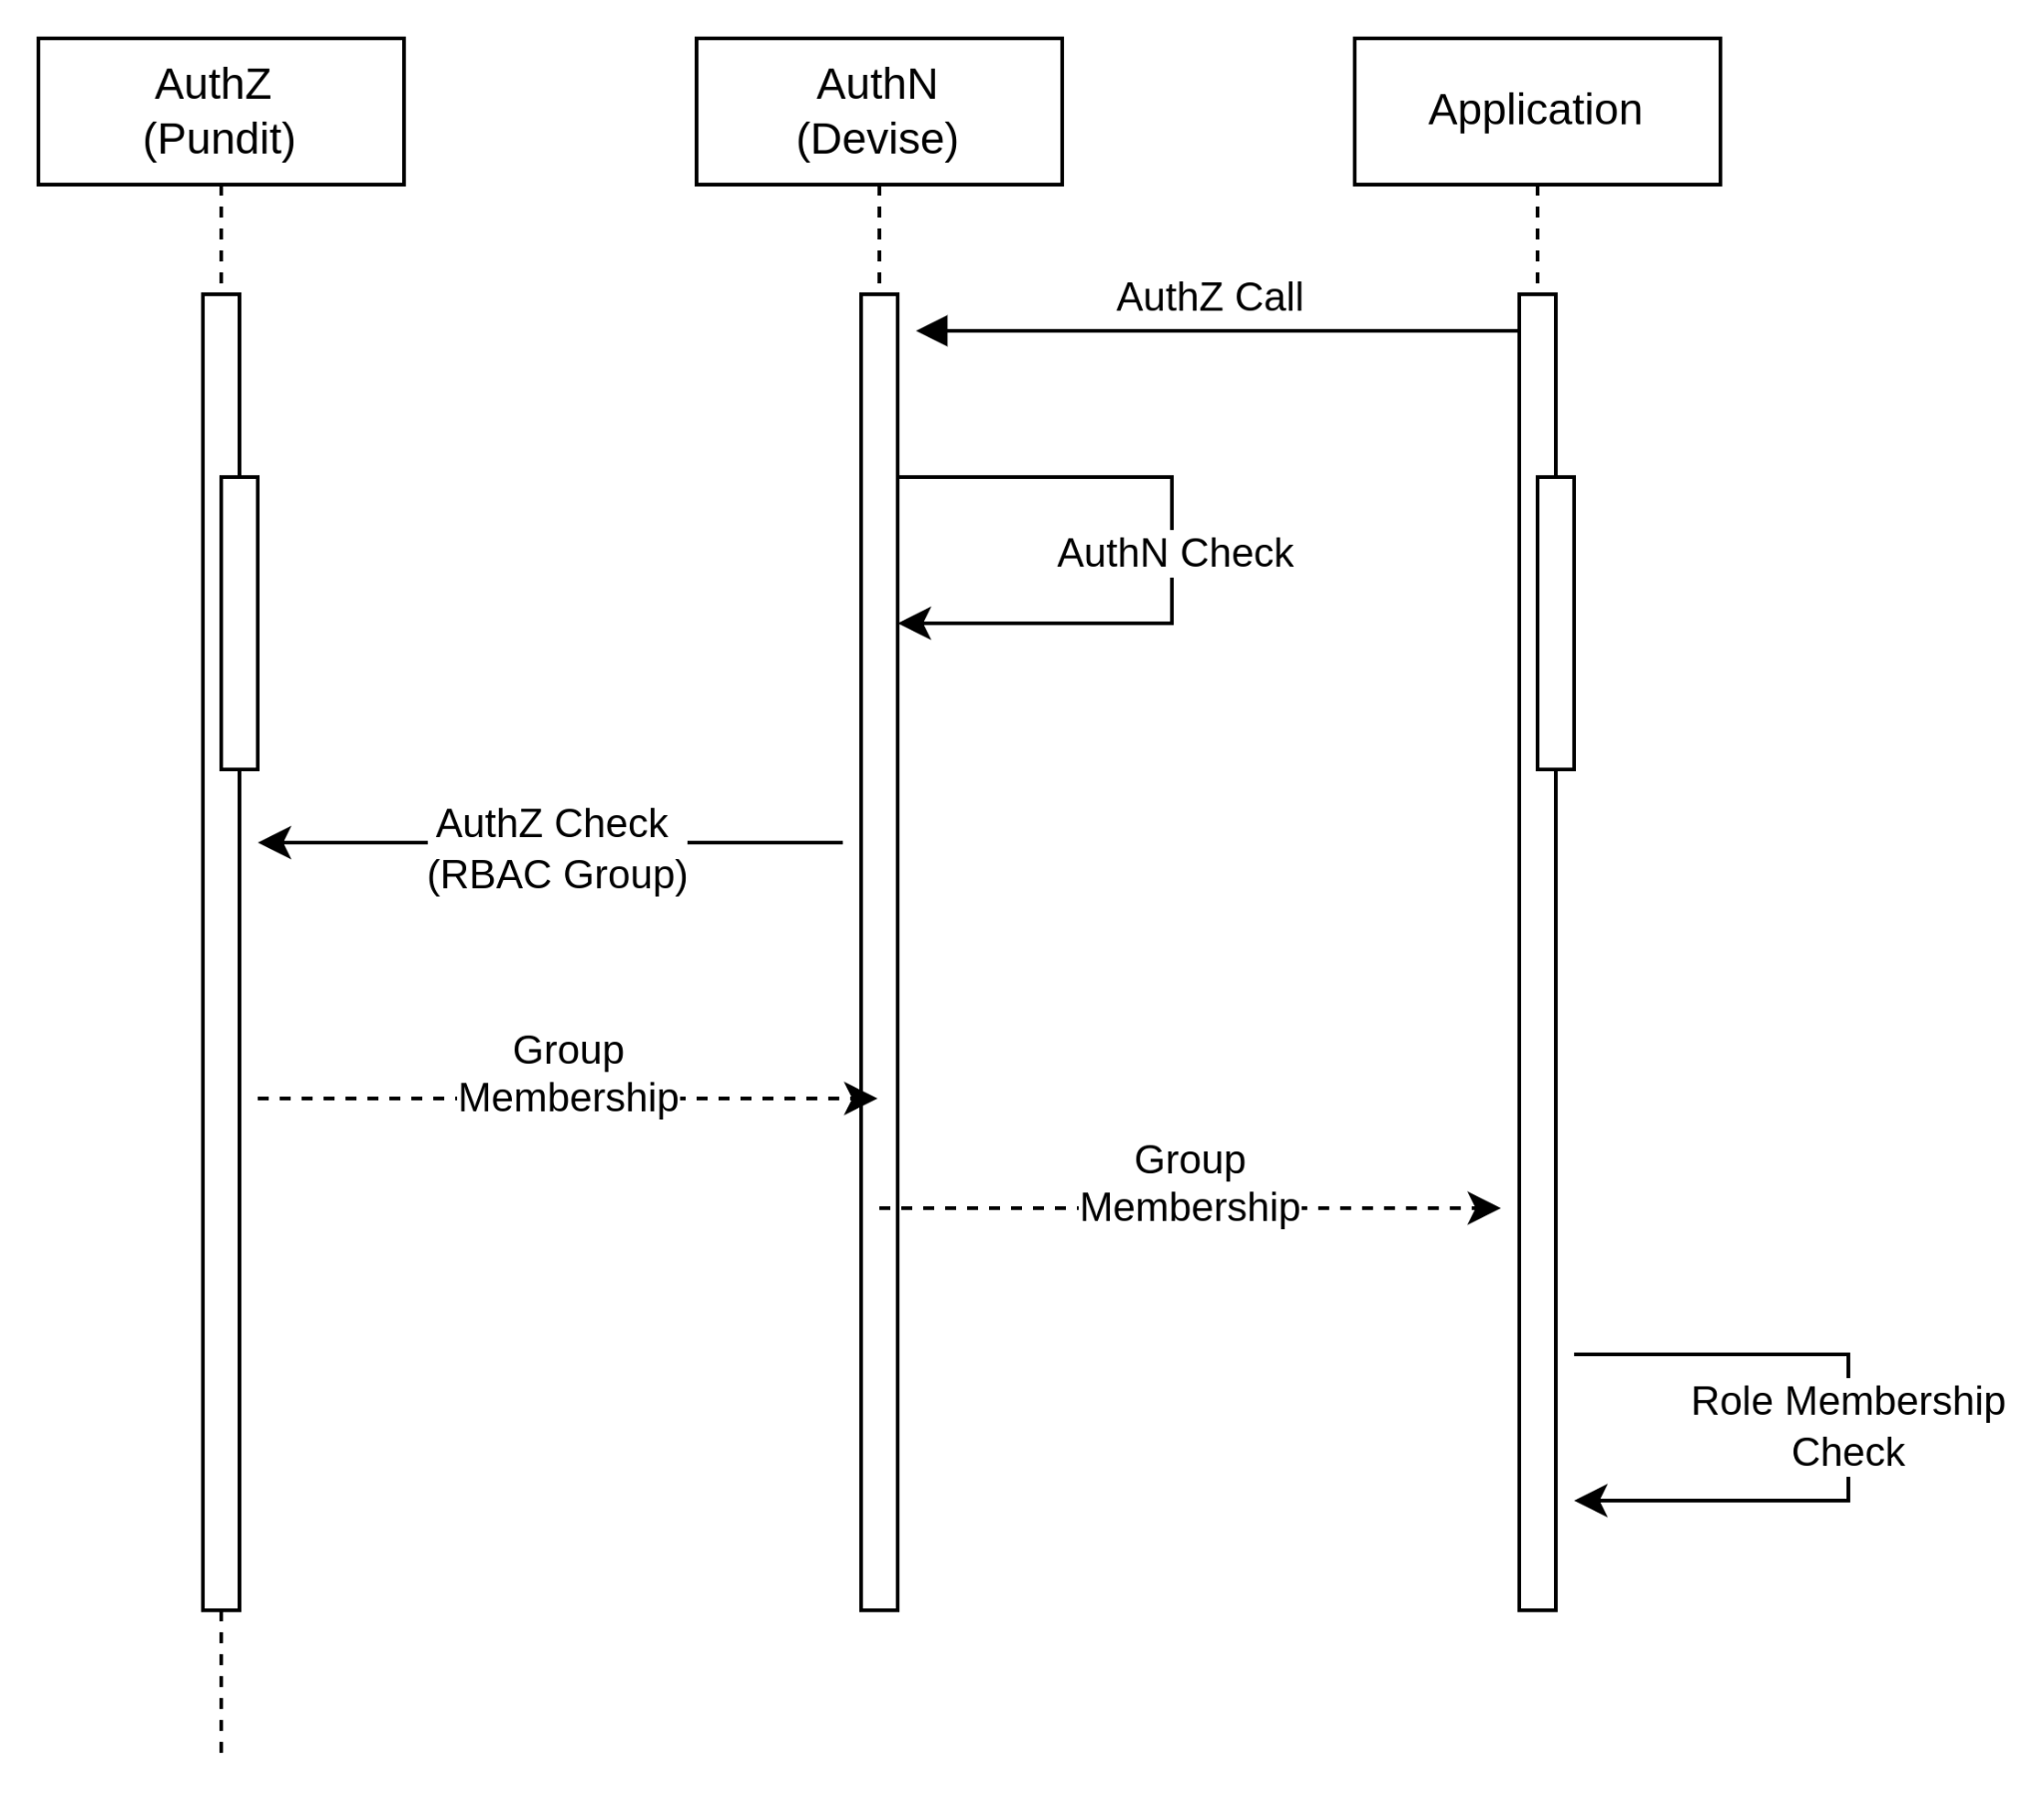 AuthZ
(Pundit)
AuthN
(Devise)
Application
AuthZ Call
AuthN Check
AuthZ Check
(RBAC Group)
Group
Membership
Group
Membership
Role Membership
Check